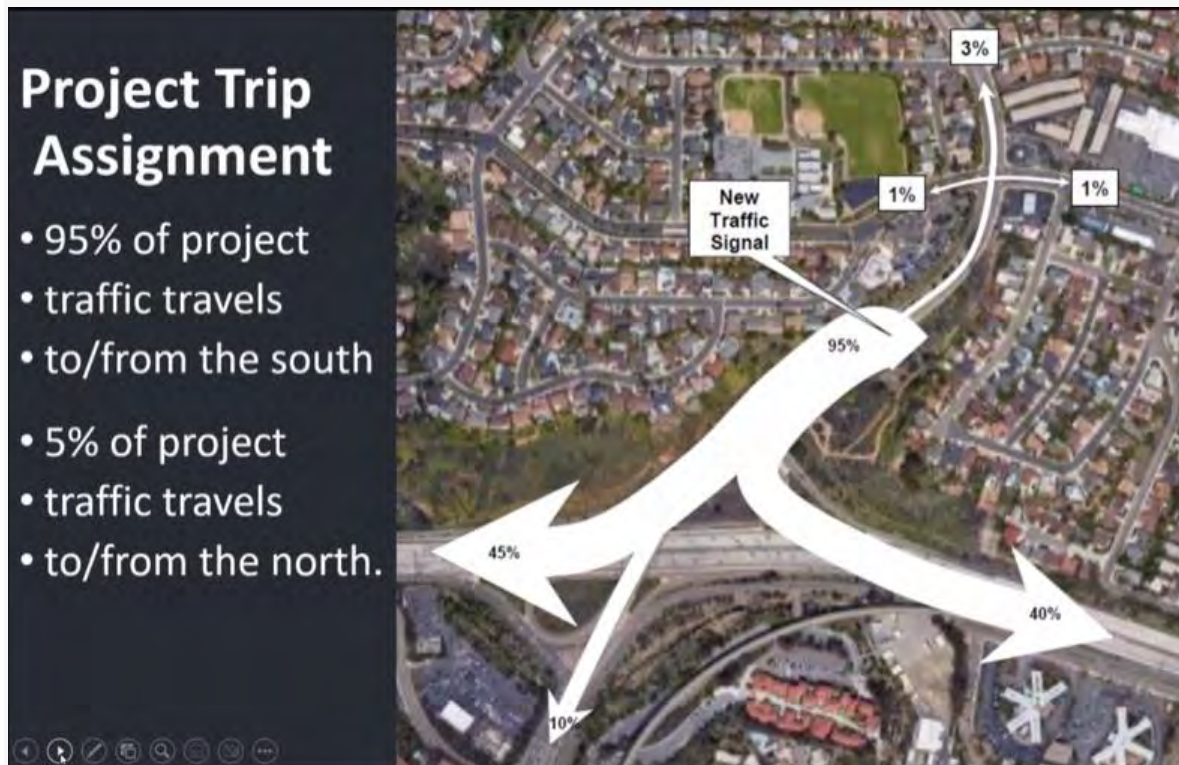 Project Trip
Assignment
• 95% of project
• traffic travels
• to/from the south
• 5% of project
• traffic travels
• to/from the north.
3%
1%
1%
New
Traffic
Signal
95%
45%
40%
10%